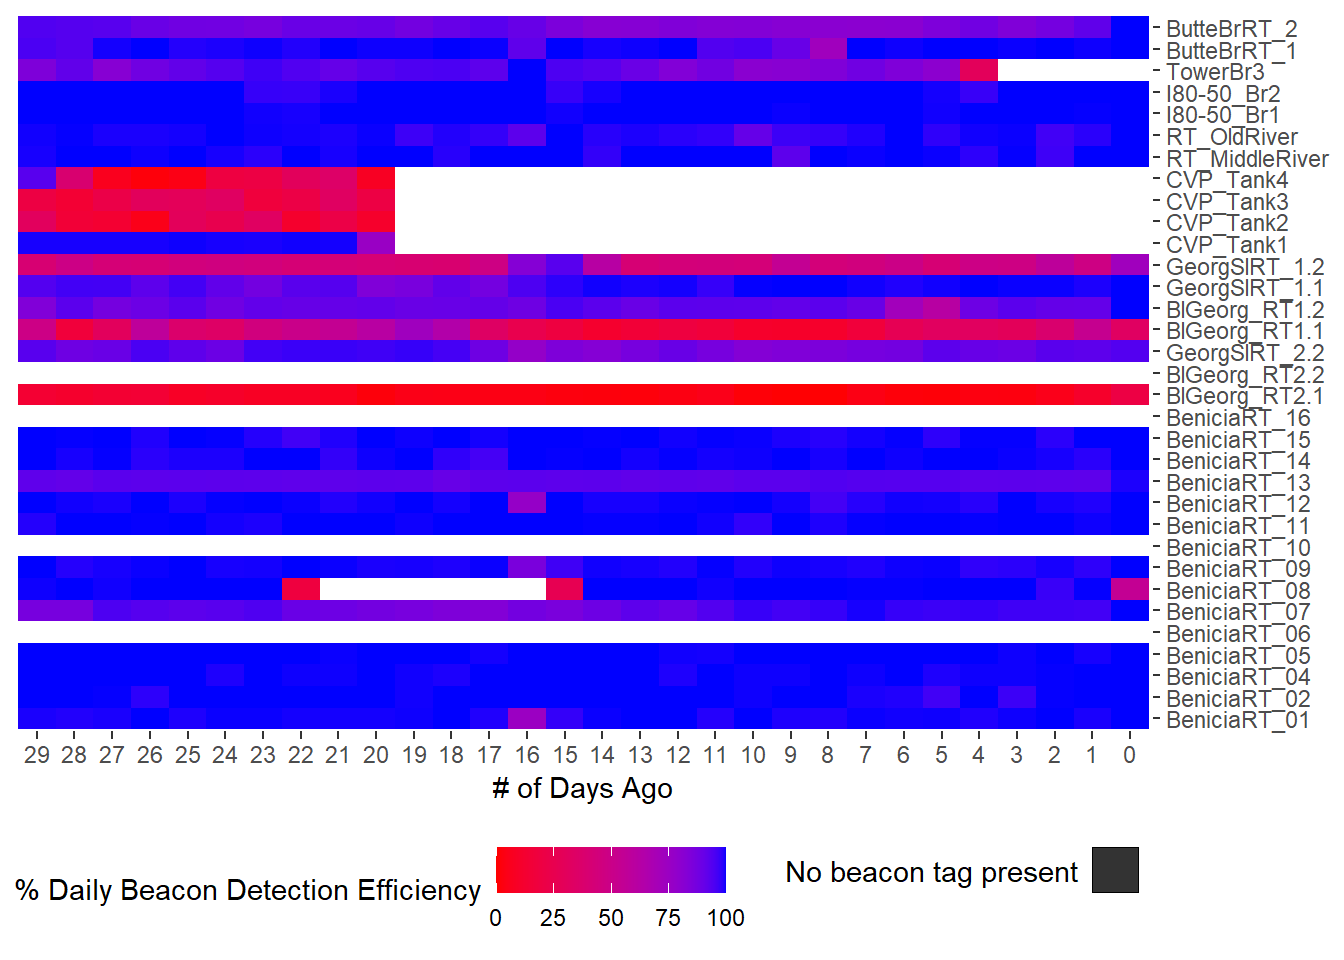 ButteBrRT_2
ButteBrRT_1
TowerBr3
I80-50_Br2
I80-50_Br1
RT_OldRiver
RT_MiddleRiver
CVP_Tank4
CVP_Tank3
CVP_Tank2
CVP_Tank1
GeorgSlRT_1.2
GeorgSlRT_1.1
BlGeorg_RT1.2
BlGeorg_RT1.1
GeorgSlRT_2.2
BlGeorg_RT2.2
BlGeorg_RT2.1
BeniciaRT_16
BeniciaRT_15
BeniciaRT_14
BeniciaRT_13
BeniciaRT_12
BeniciaRT_11
BeniciaRT_10
BeniciaRT_09
BeniciaRT_08
BeniciaRT_07
BeniciaRT_06
BeniciaRT_05
BeniciaRT_04
BeniciaRT_02
BeniciaRT_01
29 28 27 26 25 24 23 22 21 20 19 18 17 16 15 14 13 12 11 10 9 8 7 6 5 4 3 2 1 0
# of Days Ago
% Daily Beacon Detection Efficiency
0 25 50 75 100
No beacon tag present